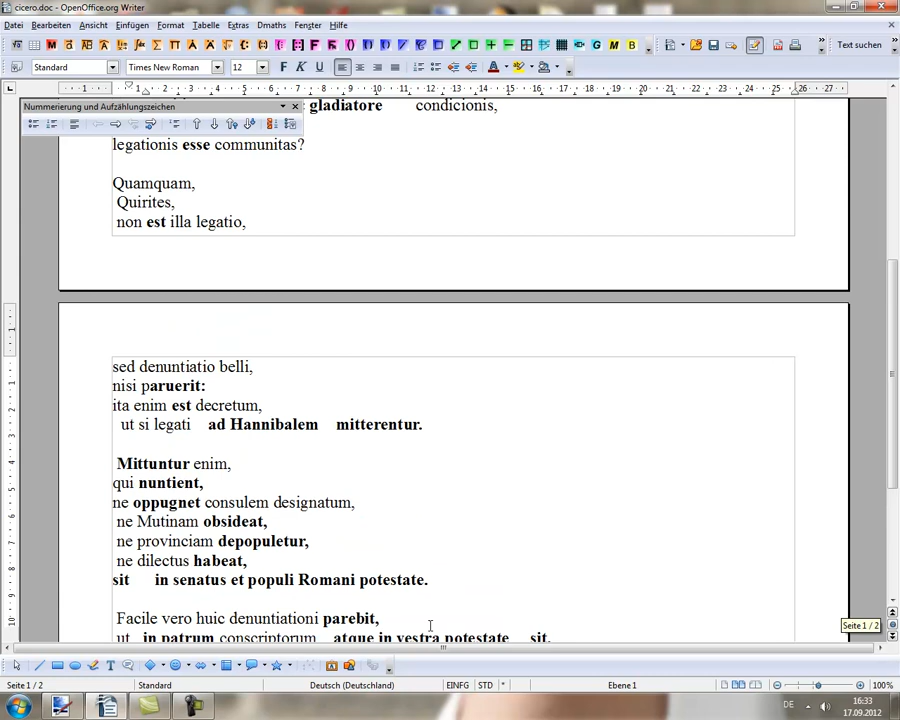 cicero.doc - OpenOffice.org Writer
Datei Bearbeiten Ansicht Einfügen Format Tabelle Extras Dmaths Fenster Hilfe
Text suchen
Standard Times New Roman 12
Nummerierung und Aufzählungszeichen
gladiatore condicionis,
legationis esse communitas?
Quamquam,
Quirites,
non est illa legatio,
sed denuntiatio belli,
nisi paruerit:
ita enim est decretum,
ut si legati ad Hannibalem mitterentur.
Mittuntur enim,
qui nuntient,
ne oppugnet consulem designatum,
ne Mutinam obsideat,
ne provinciam depopuletur,
ne dilectus habeat,
sit in senatus et populi Romani potestate.
Facile vero huic denuntiationi parebit,
ut in patrum conscriptorum atque in vestra potestate sit,
Seite 1 / 2
Seite 1 / 2 Standard Deutsch (Deutschland) EINFG STD * Ebene 1 100%
DE 16:33
17.09.2012